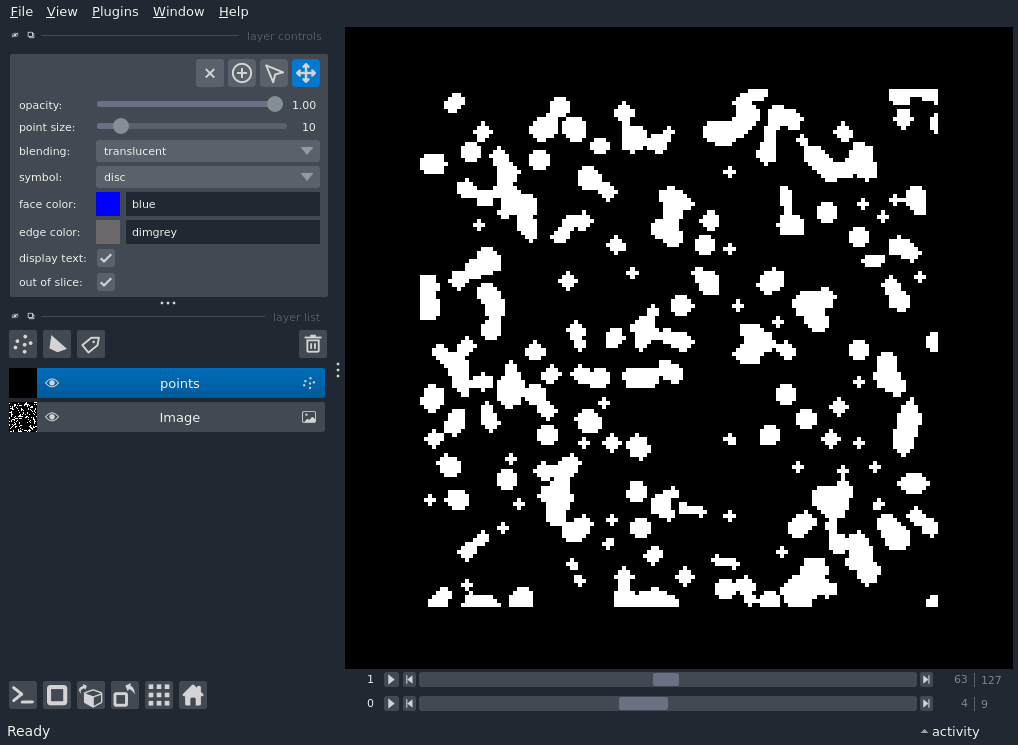 File View Plugins Window Help
layer controls
opacity: 1.00
point size: 10
blending: translucent
symbol: disc
face color: blue
edge color: dimgrey
display text:
out of slice:
layer list
points
Image
1 63 127
0 4 9
Ready activity